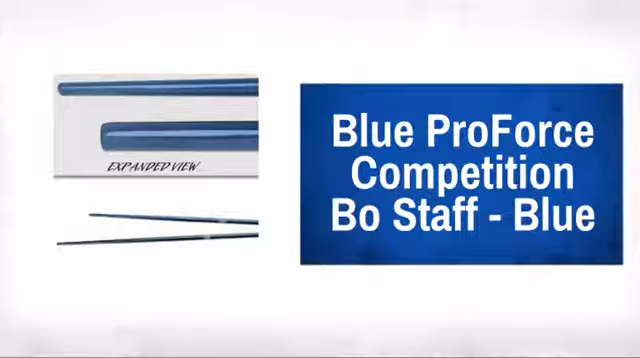 EXPANDED VIEW
Blue ProForce
Competition
Bo Staff - Blue